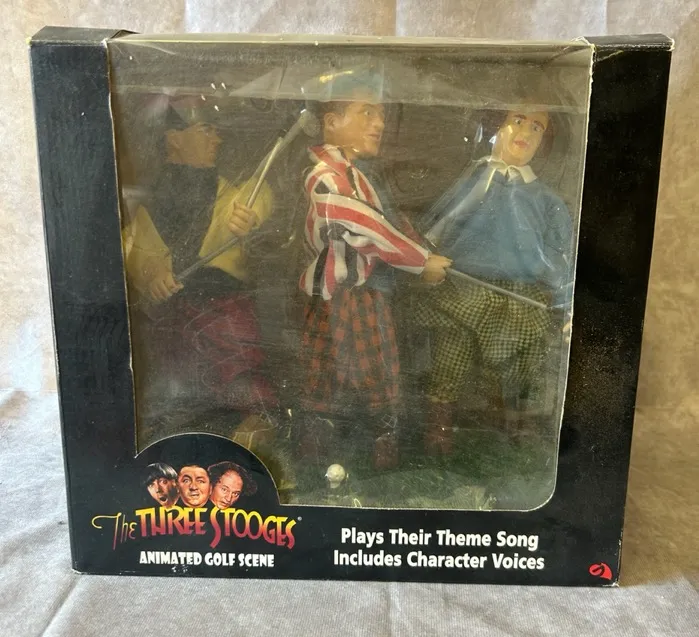 The THREE STOOGES®
ANIMATED GOLF SCENE
Plays Their Theme Song
Includes Character Voices